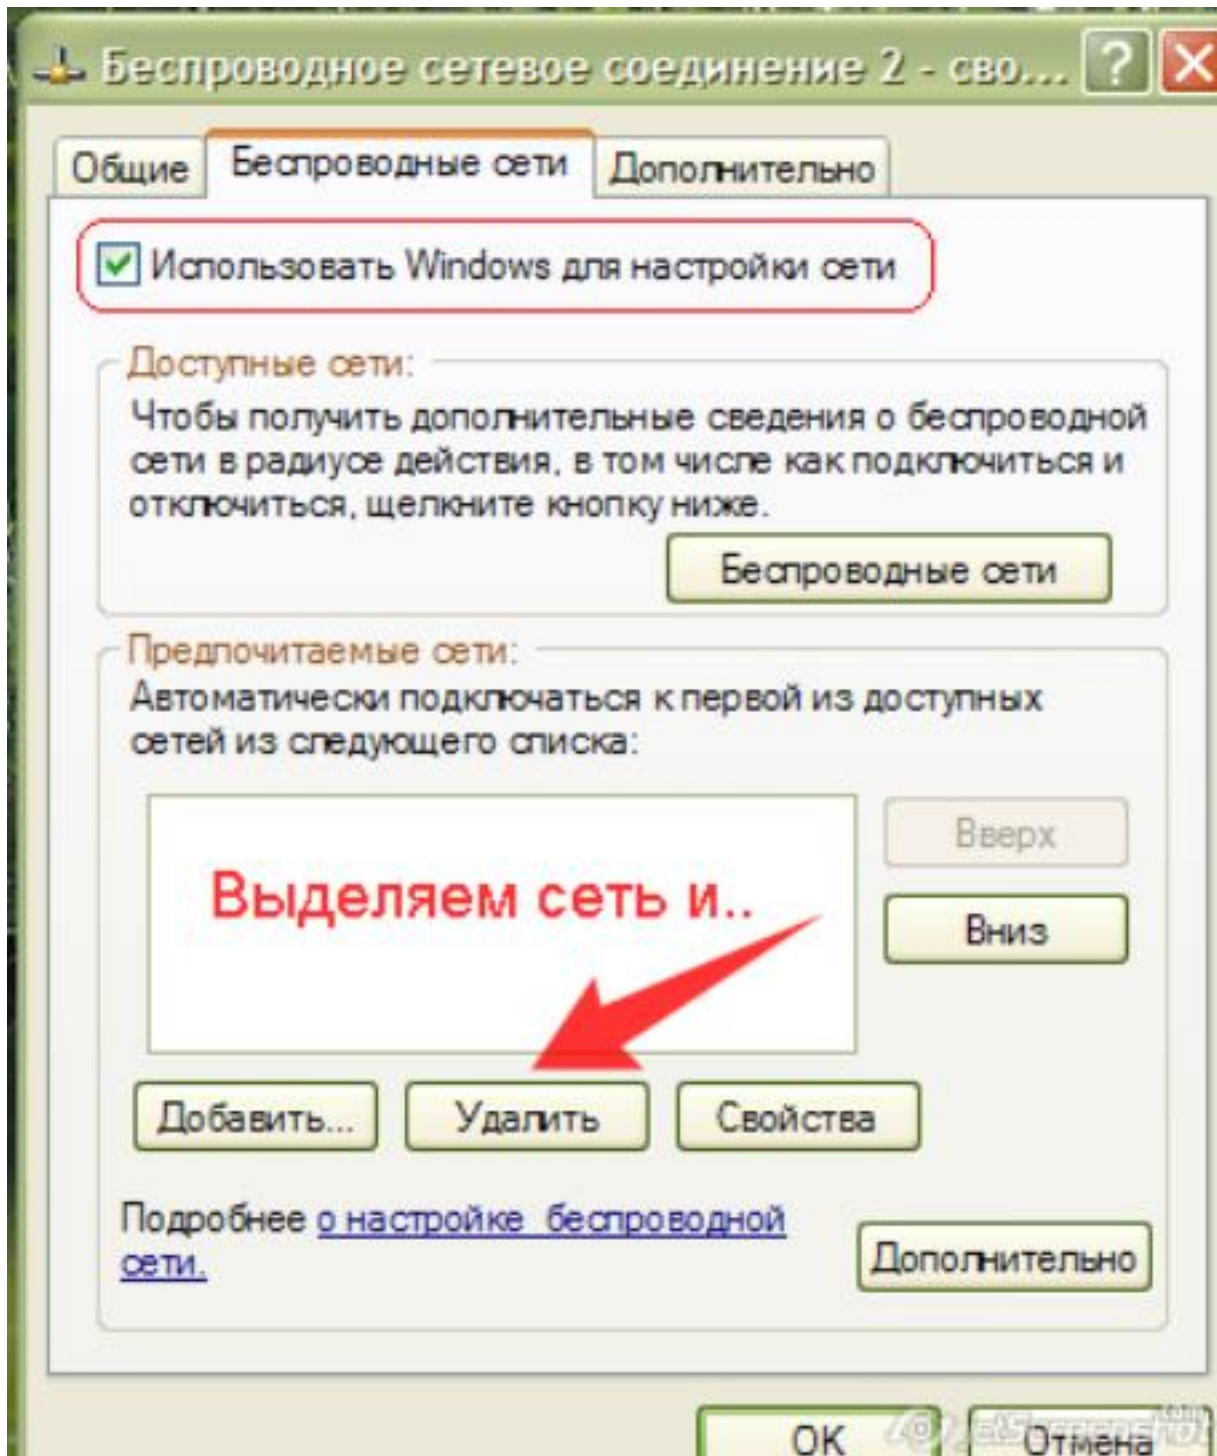 Беспроводное сетевое соединение 2 - сво...
Общие
Беспроводные сети
Дополнительно
Использовать Windows для настройки сети
Доступные сети:
Чтобы получить дополнительные сведения о беспроводной
сети в радиусе действия, в том числе как подключиться и
отключиться, щелкните кнопку ниже.
Беспроводные сети
Предпочитаемые сети:
Автоматически подключаться к первой из доступных
сетей из следующего списка:
Выделяем сеть и..
Вверх
Вниз
Добавить...
Удалить
Свойства
Подробнее о настройке беспроводной
сети.
Дополнительно
OK
Отмена
jetScreenshot
.com